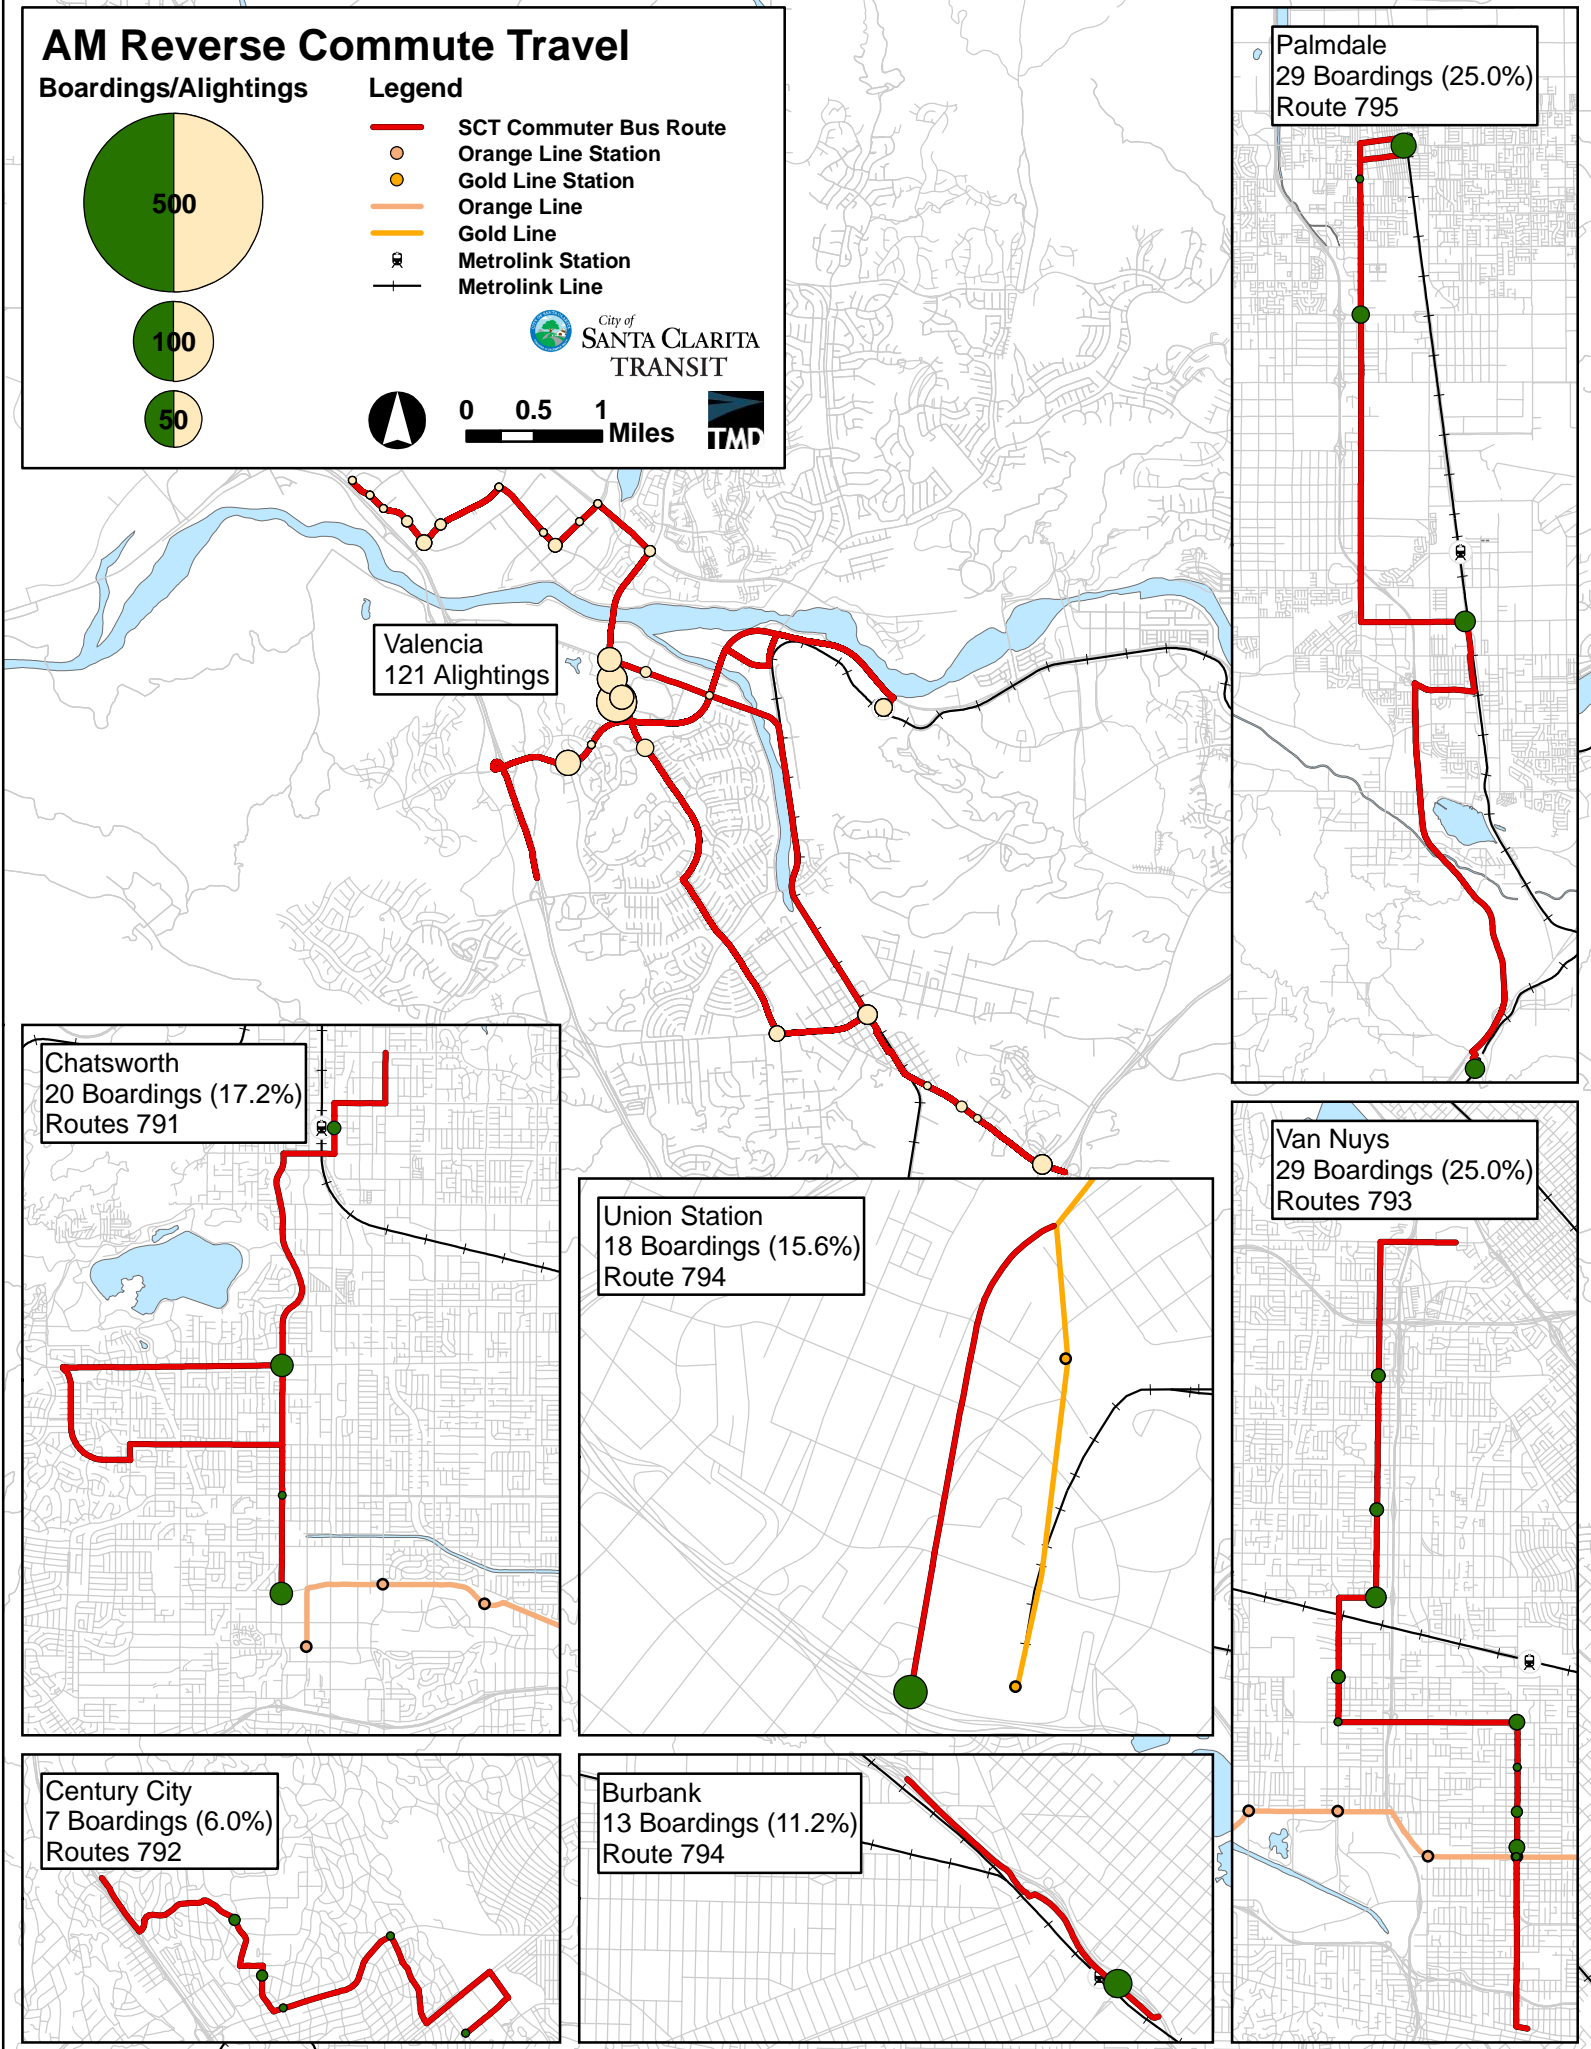 AM Reverse Commute Travel
Boardings/Alightings
500
100
50
Legend
SCT Commuter Bus Route
Orange Line Station
Gold Line Station
Orange Line
Gold Line
Metrolink Station
Metrolink Line
City of
SANTA CLARITA
TRANSIT
0 0.5 1
Miles
TMD
Palmdale
29 Boardings (25.0%)
Route 795
Valencia
121 Alightings
Chatsworth
20 Boardings (17.2%)
Routes 791
Union Station
18 Boardings (15.6%)
Route 794
Van Nuys
29 Boardings (25.0%)
Routes 793
Century City
7 Boardings (6.0%)
Routes 792
Burbank
13 Boardings (11.2%)
Route 794